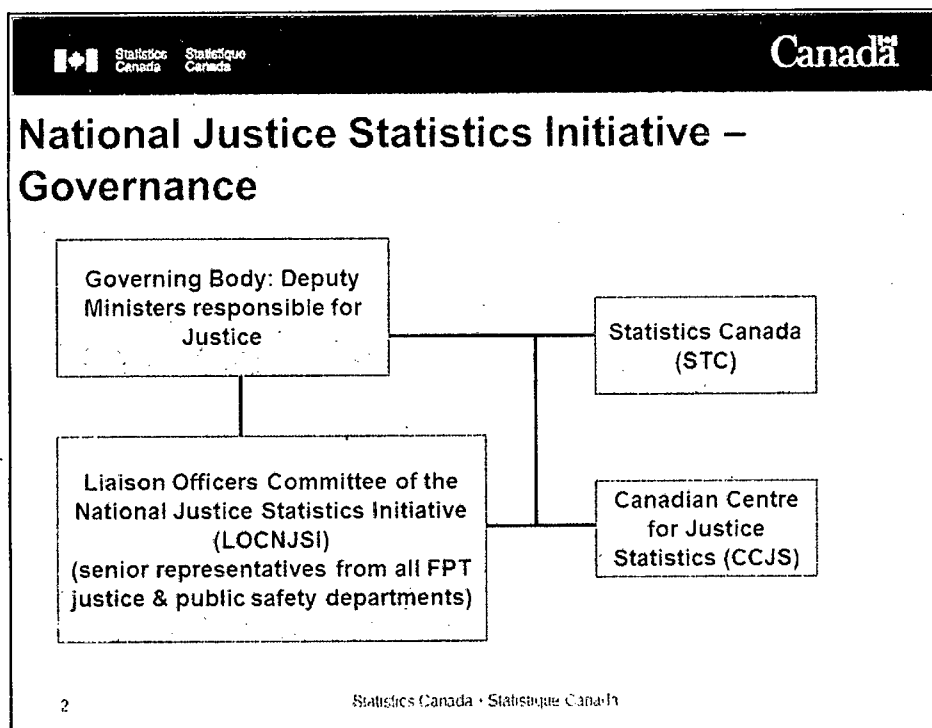 Statistics Statistique
Canada Canada
Canada
National Justice Statistics Initiative –
Governance
Governing Body: Deputy
Ministers responsible for
Justice
Statistics Canada
(STC)
Liaison Officers Committee of the
National Justice Statistics Initiative
(LOCNJSI)
(senior representatives from all FPT
justice & public safety departments)
Canadian Centre
for Justice
Statistics (CCJS)
2
Statistics Canada • Statistique Canada